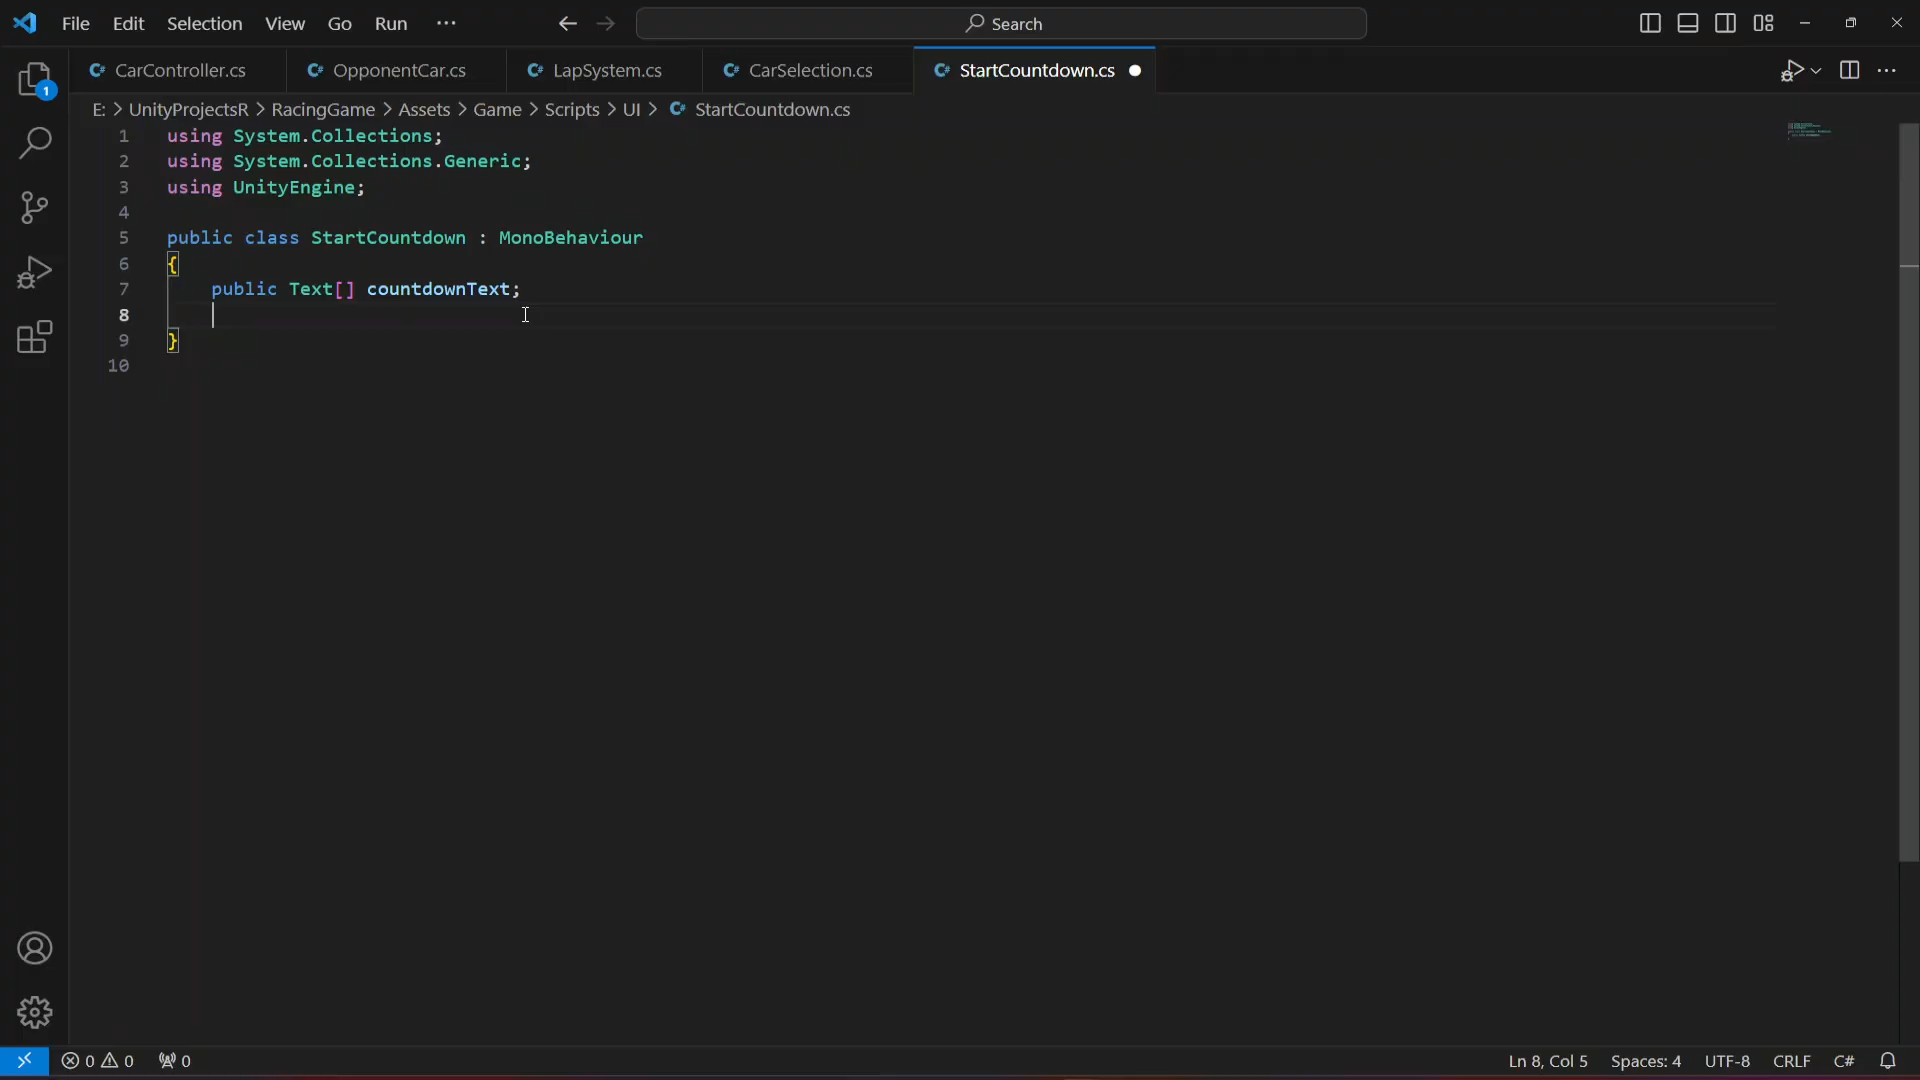 File Edit Selection View Go Run ··· Search
CarController.cs OpponentCar.cs LapSystem.cs CarSelection.cs StartCountdown.cs
E: > UnityProjectsR > RacingGame > Assets > Game > Scripts > UI > StartCountdown.cs
1 using System.Collections;
2 using System.Collections.Generic;
3 using UnityEngine;
4
5 public class StartCountdown : MonoBehaviour
6 {
7 public Text[] countdownText;
8
9 }
10
1
0 0 0 Ln 8, Col 5 Spaces: 4 UTF-8 CRLF C#